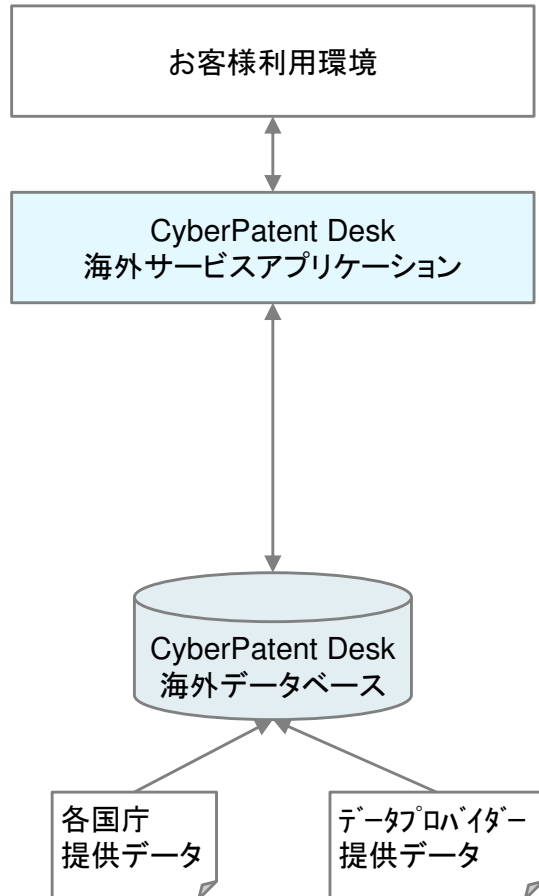 お客様利用環境
CyberPatent Desk
海外サービスアプリケーション
CyberPatent Desk
海外データベース
各国庁
提供データ
ﾃﾞｰﾀﾌﾟﾛﾊﾞｲﾀﾞｰ
提供データ